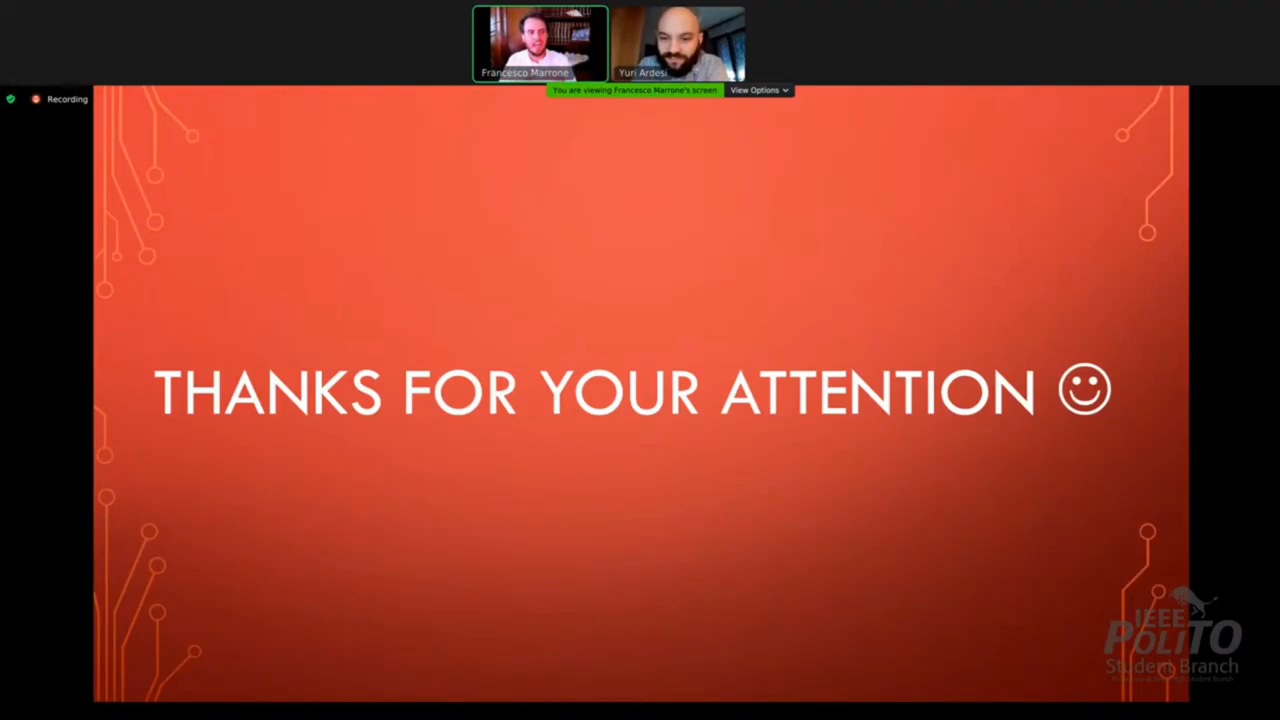 Francesco Marrone
Yuri Ardesi
You are viewing Francesco Marrone's screen
View Options
Recording
THANKS FOR YOUR ATTENTION ☺
IEEE
POLITO
Student Branch